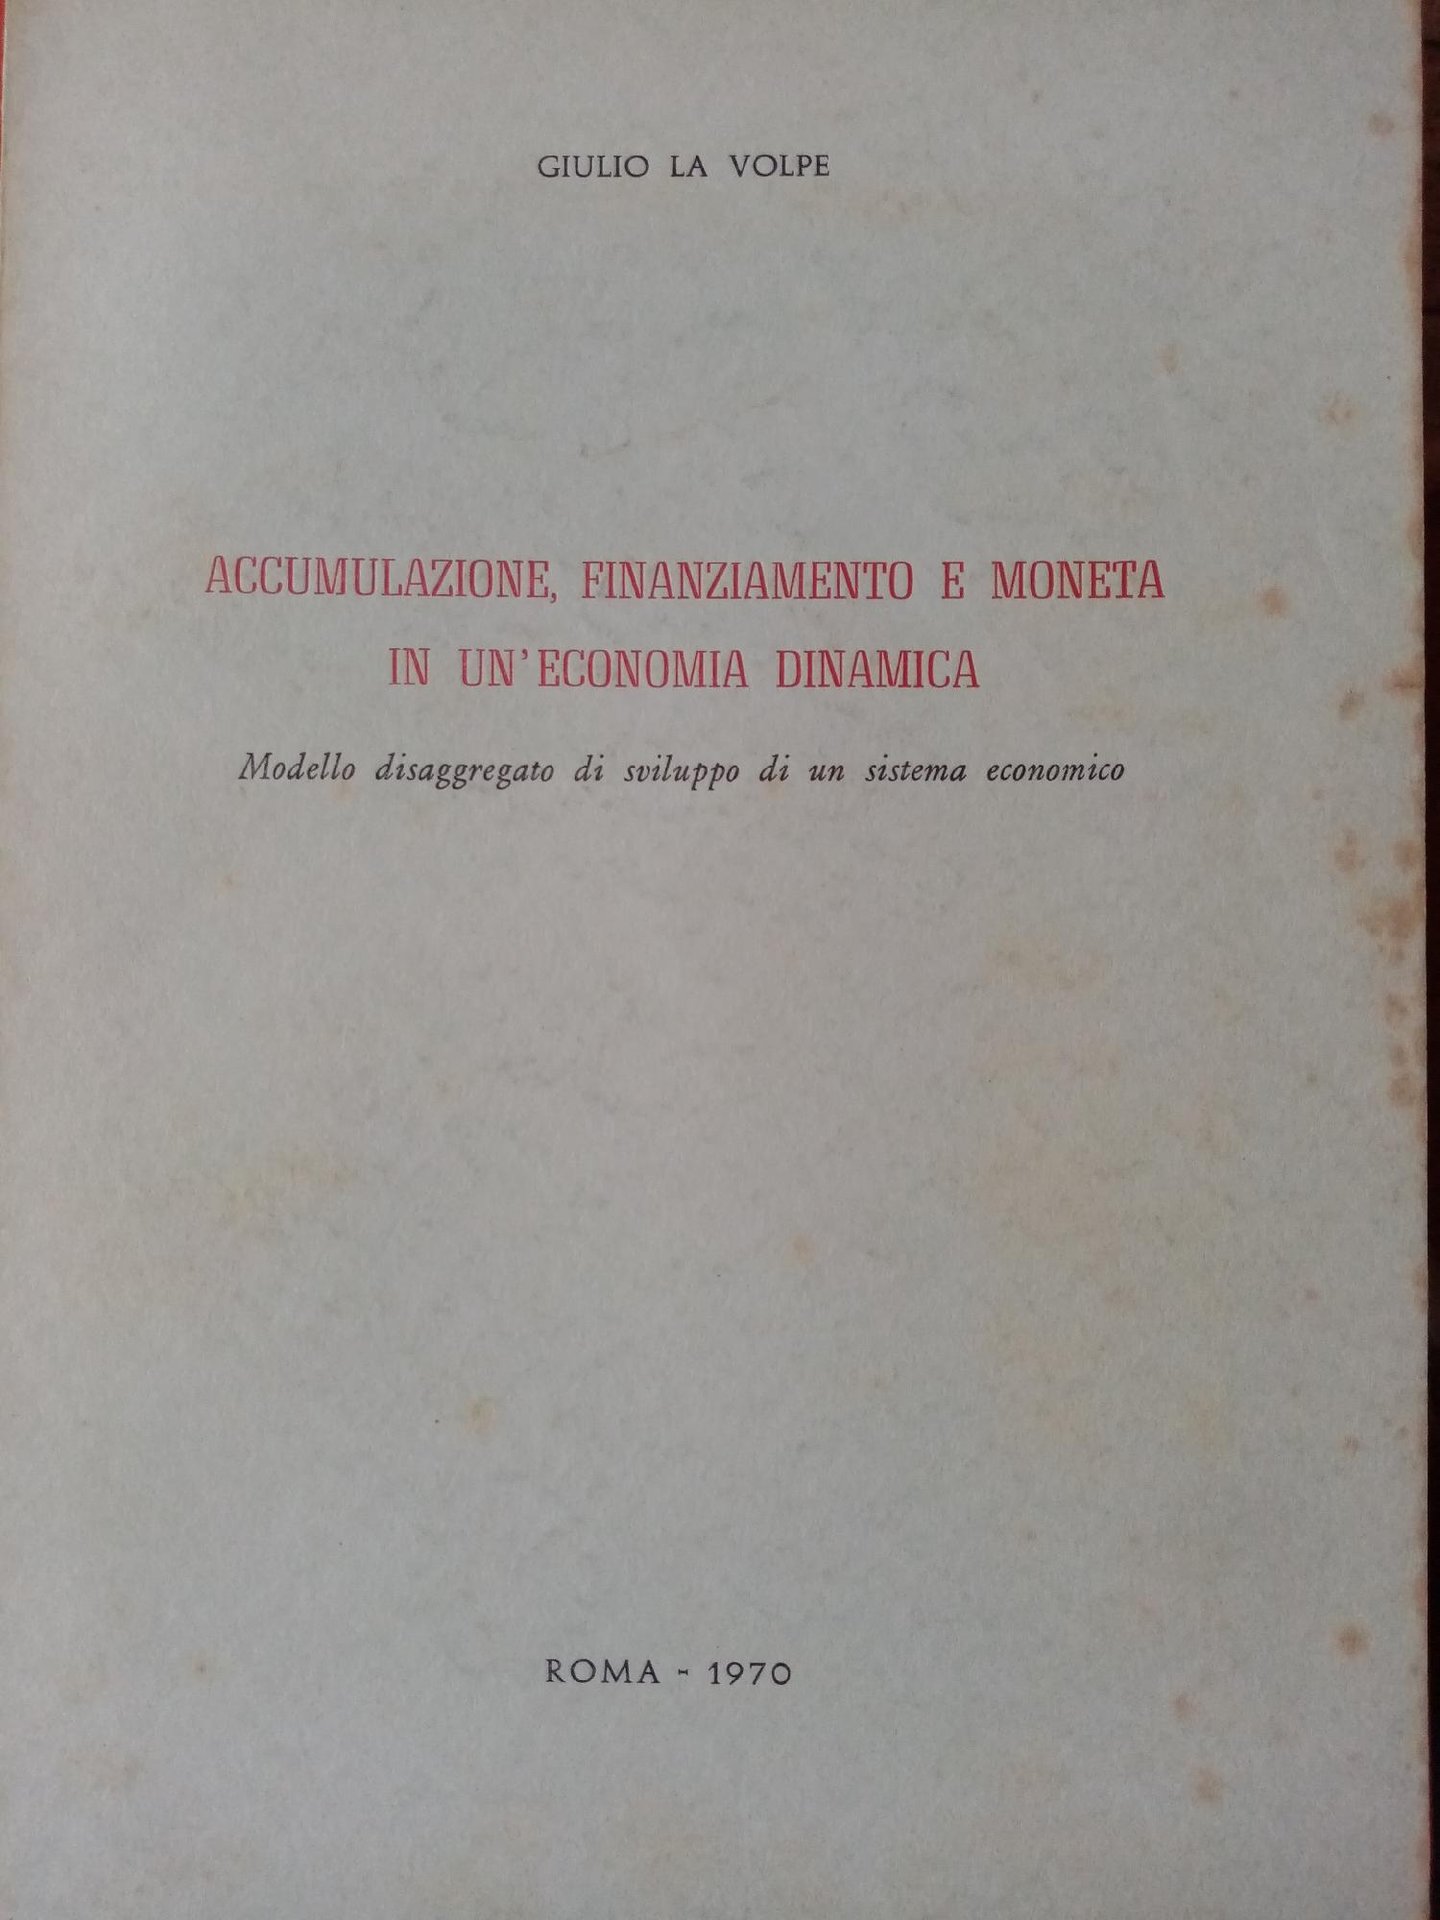 GIULIO LA VOLPE
ACCUMULAZIONE, FINANZIAMENTO E MONETA
IN UN'ECONOMIA DINAMICA
Modello disaggregato di sviluppo di un sistema economico
ROMA - 1970